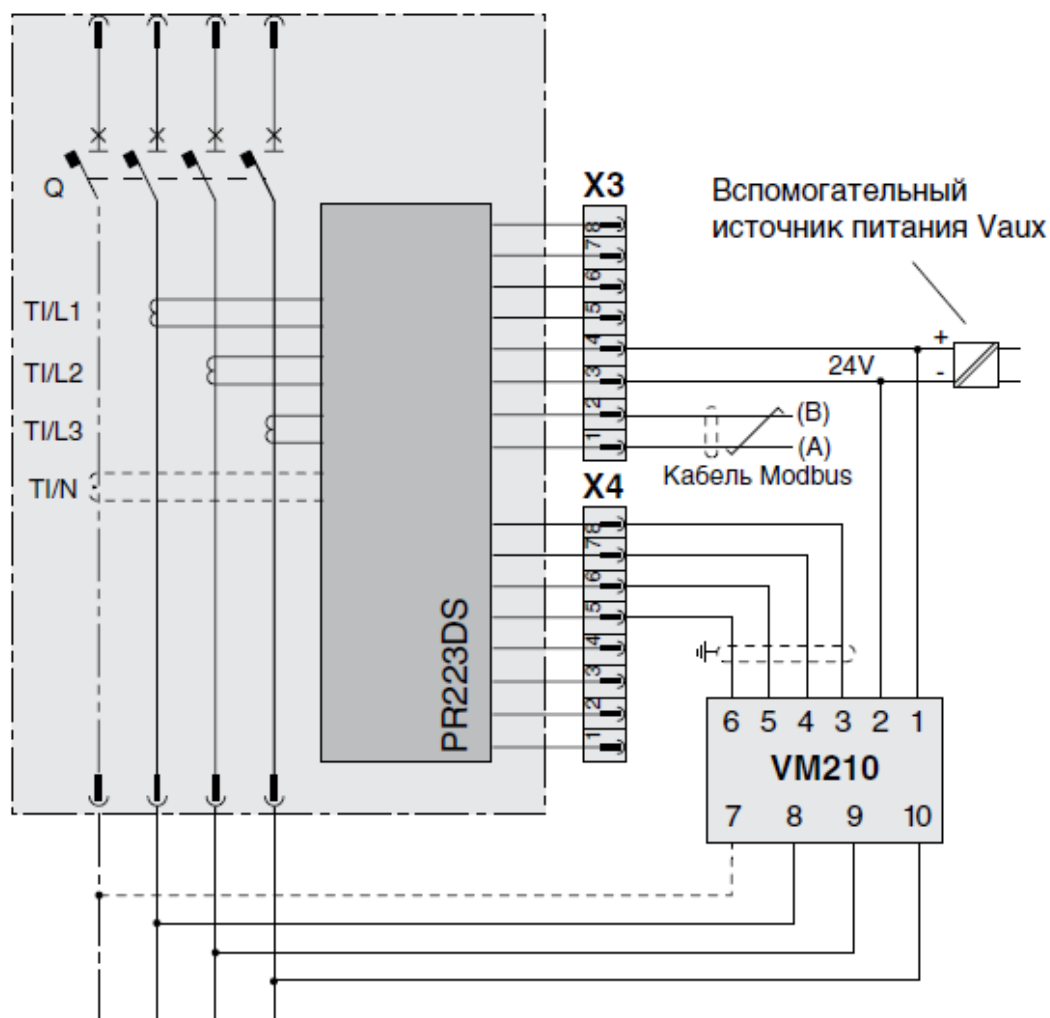 Q
TI/L1
TI/L2
TI/L3
TI/N
PR223DS
X3
8
7
6
5
4
3
2
1
Вспомогательный
источник питания Vaux
+
24V
-
(B)
(A)
Кабель Modbus
X4
8
7
6
5
4
3
2
1
6 5 4 3 2 1
VM210
7 8 9 10